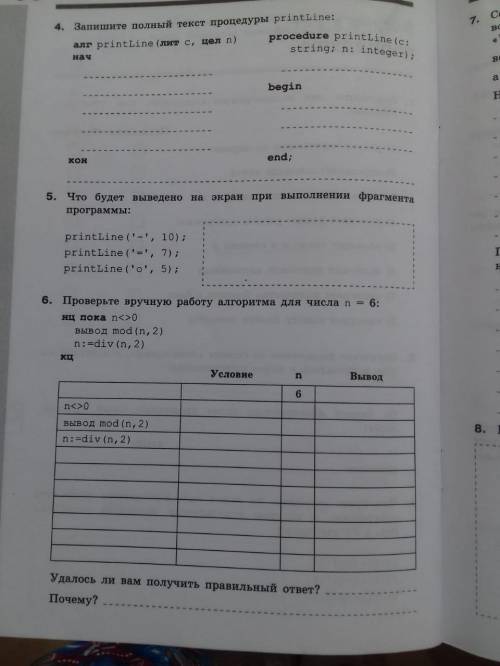 4. Запишите полный текст процедуры printLine:
алг printLine(лит c, цел n)
нач
кон
procedure printLine(c:
string; n: integer);
begin
end;
5. Что будет выведено на экран при выполнении фрагмента
программы:
printLine('-', 10);
printLine('=', 7);
printLine('o', 5);
6. Проверьте вручную работу алгоритма для числа n = 6:
нц пока n<>0
вывод mod(n,2)
n:=div(n,2)
кц
Условие n Вывод
6
n<>0
вывод mod(n,2)
n:=div(n,2)
Удалось ли вам получить правильный ответ?
Почему?
7.
8.